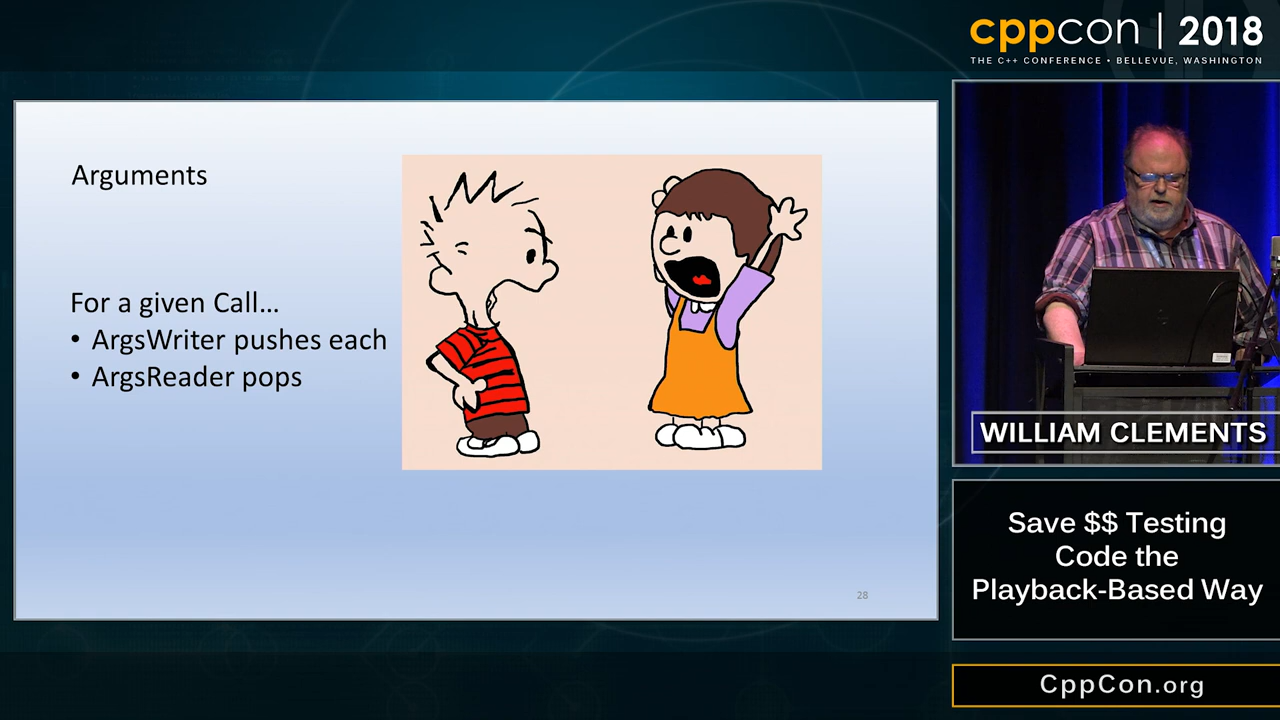 cppcon | 2018
THE C++ CONFERENCE • BELLEVUE, WASHINGTON
Arguments
For a given Call...
• ArgsWriter pushes each
• ArgsReader pops
28
WILLIAM CLEMENTS
Save $$ Testing
Code the
Playback-Based Way
CppCon.org